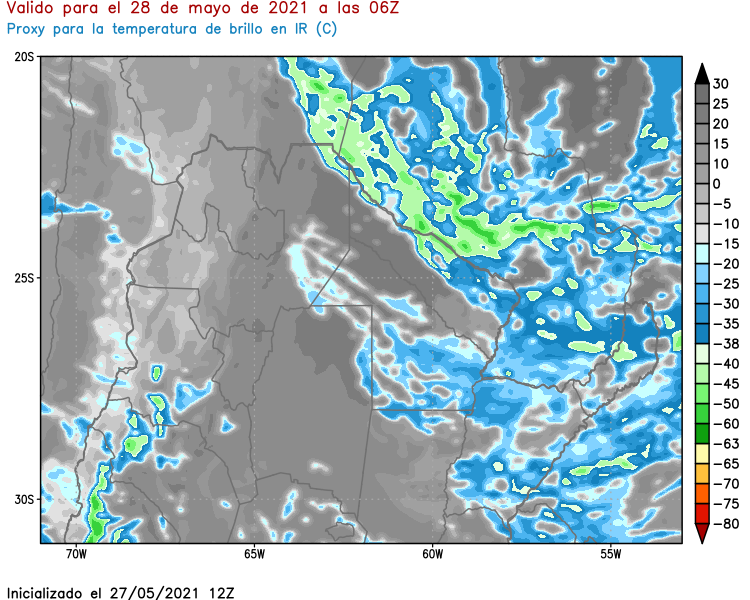 Valido para el 28 de mayo de 2021 a las 06Z
Proxy para la temperatura de brillo en IR (C)
20S
25S
30S
70W
65W
60W
55W
30
25
20
15
10
0
-5
-10
-15
-20
-25
-30
-35
-38
-40
-45
-50
-60
-63
-65
-70
-75
-80
Inicializado el 27/05/2021 12Z